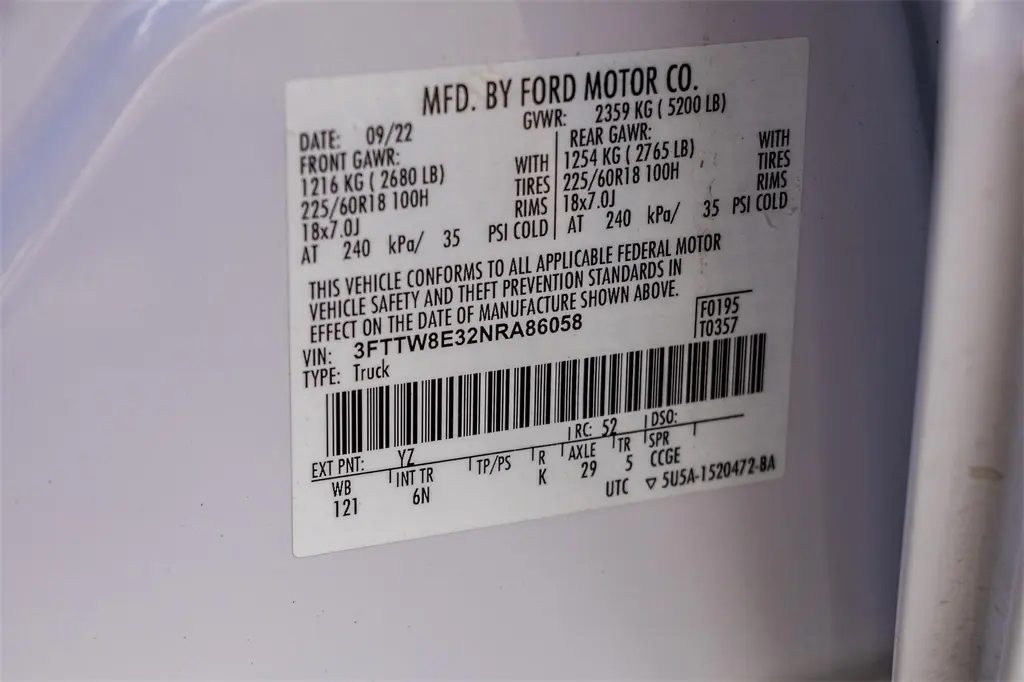 MFD. BY FORD MOTOR CO.
DATE: 09/22 GVWR: 2359 KG ( 5200 LB)
FRONT GAWR: REAR GAWR:
1216 KG ( 2680 LB) WITH 1254 KG ( 2765 LB) WITH
225/60R18 100H TIRES 225/60R18 100H TIRES
18x7.0J RIMS 18x7.0J RIMS
AT 240 kPa/ 35 PSI COLD AT 240 kPa/ 35 PSI COLD
THIS VEHICLE CONFORMS TO ALL APPLICABLE FEDERAL MOTOR
VEHICLE SAFETY AND THEFT PREVENTION STANDARDS IN
EFFECT ON THE DATE OF MANUFACTURE SHOWN ABOVE.
VIN: 3FTTW8E32NRA86058 F0195
TYPE: Truck T0357
EXT PNT: YZ RC: 52 DSO:
WB INT TR TP/PS R AXLE TR SPR
121 6N K 29 5 CCGE
UTC ▽ 5U5A-1520472-BA